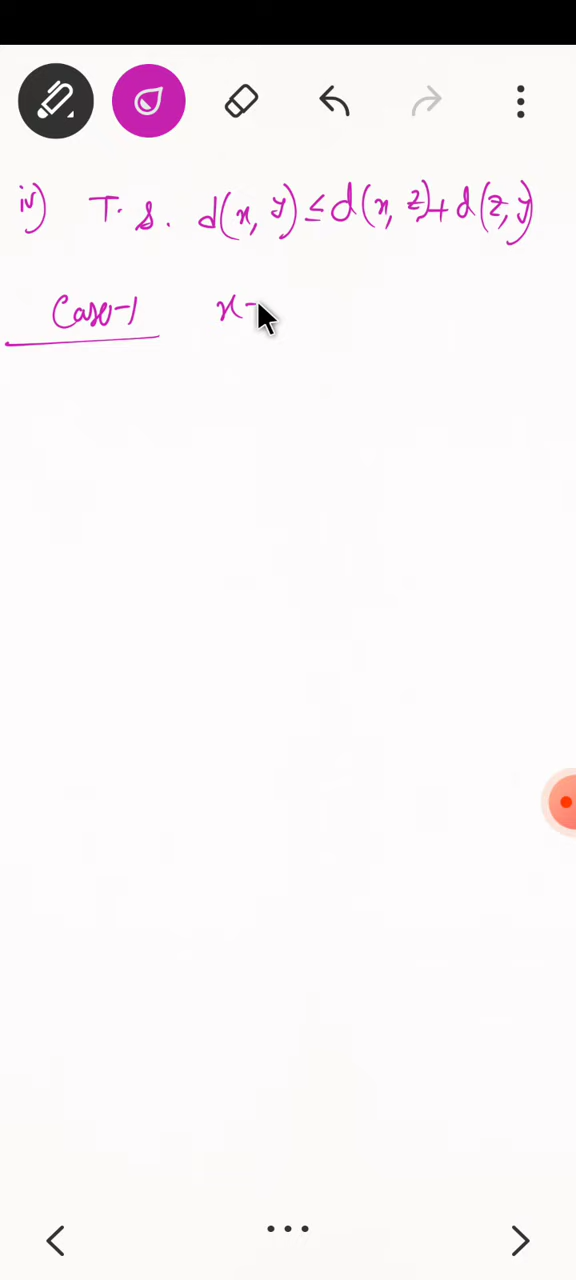 iv) T. S. d(x, y) ≤ d(x, z) + d(z, y)
Case-1 x-